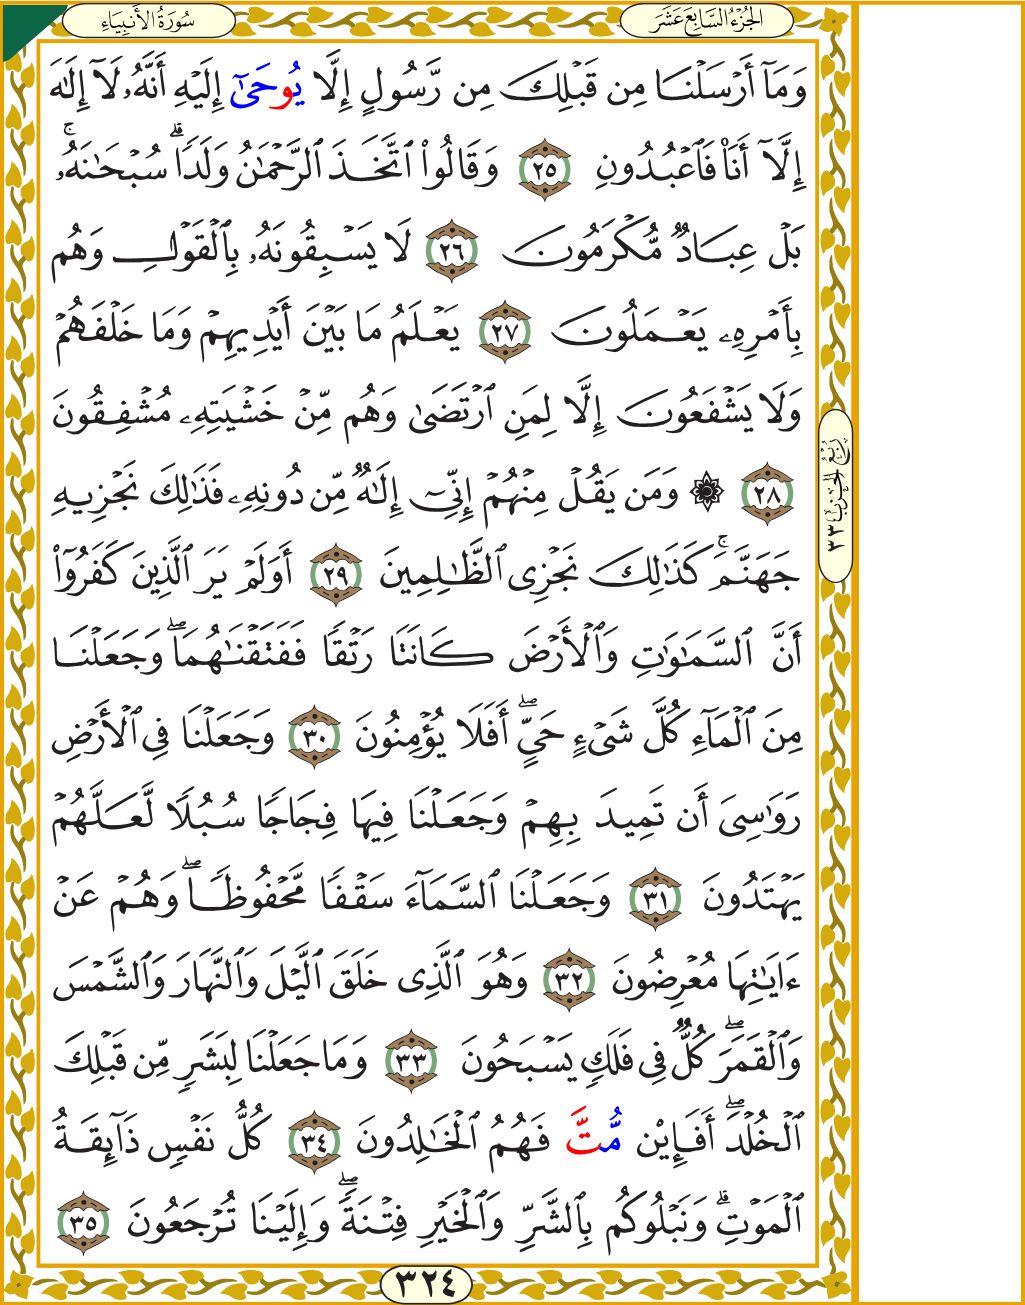 سُورَةُ الأَنبِيَاءِ
الجُزْءُ السَّابِعَ عَشَرَ
وَمَآ أَرْسَلْنَا مِن قَبْلِكَ مِن رَّسُولٍ إِلَّا يُوحَىٰٓ إِلَيْهِ أَنَّهُۥ لَآ إِلَٰهَ
إِلَّآ أَنَا۠ فَٱعْبُدُونِ ٢٥ وَقَالُوا۟ ٱتَّخَذَ ٱلرَّحْمَٰنُ وَلَدًا ۗ سُبْحَٰنَهُۥ ۚ
بَلْ عِبَادٌ مُّكْرَمُونَ ٢٦ لَا يَسْبِقُونَهُۥ بِٱلْقَوْلِ وَهُم
بِأَمْرِهِۦ يَعْمَلُونَ ٢٧ يَعْلَمُ مَا بَيْنَ أَيْدِيهِمْ وَمَا خَلْفَهُمْ
وَلَا يَشْفَعُونَ إِلَّا لِمَنِ ٱرْتَضَىٰ وَهُم مِّنْ خَشْيَتِهِۦ مُشْفِقُونَ
٢٨ ۞ وَمَن يَقُلْ مِنْهُمْ إِنِّىٓ إِلَٰهٌ مِّن دُونِهِۦ فَذَٰلِكَ نَجْزِيهِ
جَهَنَّمَ ۚ كَذَٰلِكَ نَجْزِى ٱلظَّٰلِمِينَ ٢٩ أَوَلَمْ يَرَ ٱلَّذِينَ كَفَرُوٓا۟
أَنَّ ٱلسَّمَٰوَٰتِ وَٱلْأَرْضَ كَانَتَا رَتْقًا فَفَتَقْنَٰهُمَا ۖ وَجَعَلْنَا
مِنَ ٱلْمَآءِ كُلَّ شَىْءٍ حَىٍّ ۖ أَفَلَا يُؤْمِنُونَ ٣٠ وَجَعَلْنَا فِى ٱلْأَرْضِ
رَوَٰسِىَ أَن تَمِيدَ بِهِمْ وَجَعَلْنَا فِيهَا فِجَاجًا سُبُلًا لَّعَلَّهُمْ
يَهْتَدُونَ ٣١ وَجَعَلْنَا ٱلسَّمَآءَ سَقْفًا مَّحْفُوظًا ۖ وَهُمْ عَنْ
ءَايَٰتِهَا مُعْرِضُونَ ٣٢ وَهُوَ ٱلَّذِى خَلَقَ ٱلَّيْلَ وَٱلنَّهَارَ وَٱلشَّمْسَ
وَٱلْقَمَرَ ۖ كُلٌّ فِى فَلَكٍ يَسْبَحُونَ ٣٣ وَمَا جَعَلْنَا لِبَشَرٍ مِّن قَبْلِكَ
ٱلْخُلْدَ ۖ أَفَإِي۟ن مُّتَّ فَهُمُ ٱلْخَٰلِدُونَ ٣٤ كُلُّ نَفْسٍ ذَآئِقَةُ
ٱلْمَوْتِ ۗ وَنَبْلُوكُم بِٱلشَّرِّ وَٱلْخَيْرِ فِتْنَةً ۖ وَإِلَيْنَا تُرْجَعُونَ ٣٥
رُبْعُ الحِزْبِ ٣٣
٣٢٤